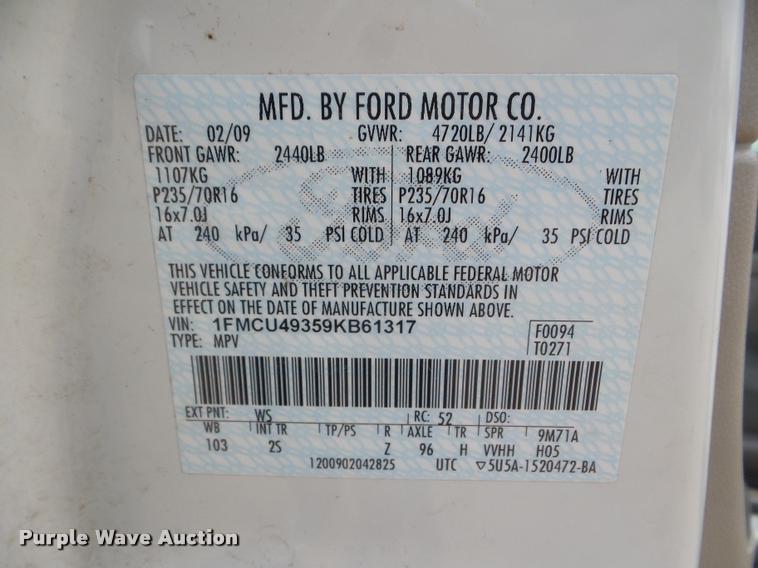 MFD. BY FORD MOTOR CO.
DATE: 02/09 GVWR: 4720LB/ 2141KG
FRONT GAWR: 2440LB REAR GAWR: 2400LB
1107KG WITH 1089KG WITH
P235/70R16 TIRES P235/70R16 TIRES
16x7.0J RIMS 16x7.0J RIMS
AT 240 kPa/ 35 PSI COLD AT 240 kPa/ 35 PSI COLD
THIS VEHICLE CONFORMS TO ALL APPLICABLE FEDERAL MOTOR
VEHICLE SAFETY AND THEFT PREVENTION STANDARDS IN
EFFECT ON THE DATE OF MANUFACTURE SHOWN ABOVE.
VIN: 1FMCU49359KB61317 F0094
TYPE: MPV T0271
EXT PNT: WS RC: 52 DSO:
WB INT TR TP/PS R AXLE TR SPR 9M71A
103 2S Z 96 H VVHH H05
1200902042825 UTC ▽5U5A-1520472-BA
Purple Wave Auction